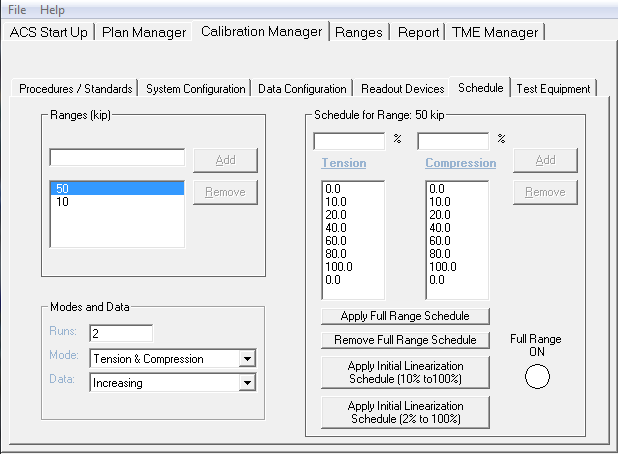 File Help
ACS Start Up Plan Manager Calibration Manager Ranges Report TME Manager
Procedures / Standards System Configuration Data Configuration Readout Devices Schedule Test Equipment
Ranges (kip)
Add
50
10
Remove
Modes and Data
Runs: 2
Mode: Tension & Compression
Data: Increasing
Schedule for Range: 50 kip
% %
Add
Tension Compression
Remove
0.0 0.0
10.0 10.0
20.0 20.0
40.0 40.0
60.0 60.0
80.0 80.0
100.0 100.0
0.0 0.0
Apply Full Range Schedule
Remove Full Range Schedule
Apply Initial Linearization
Schedule (10% to100%)
Apply Initial Linearization
Schedule (2% to 100%)
Full Range
ON